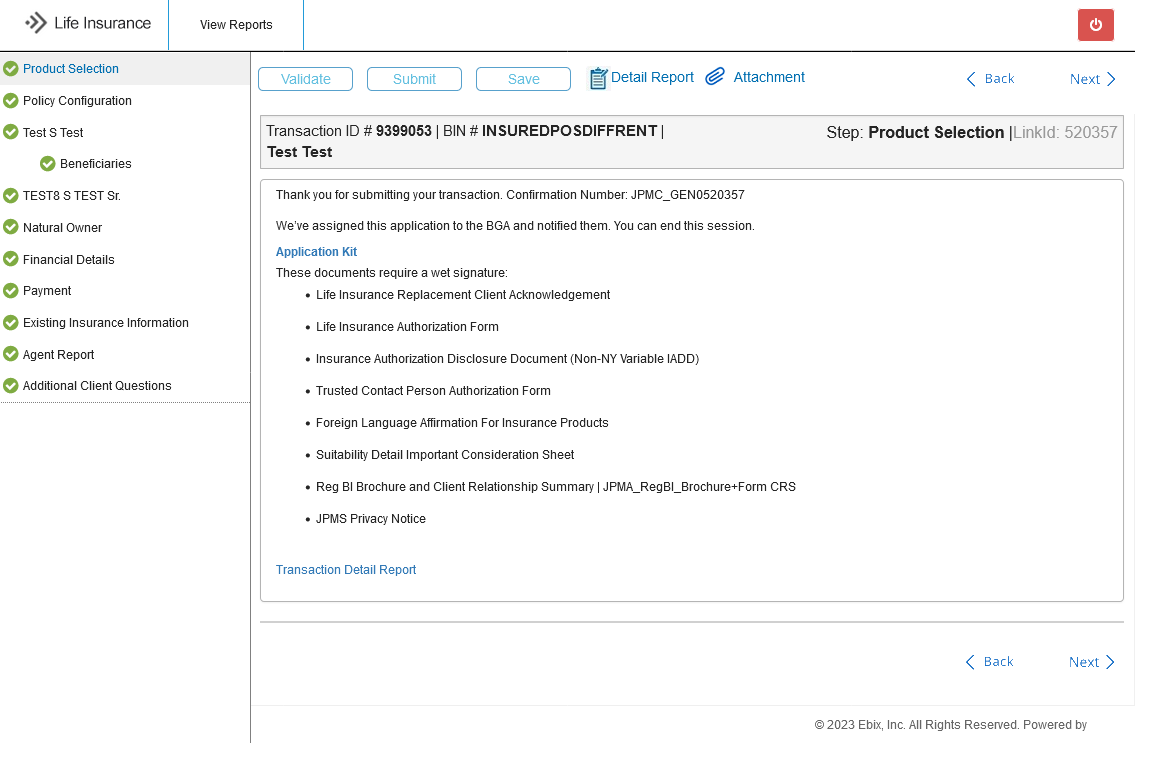 Life Insurance
View Reports
Product Selection
Policy Configuration
Test S Test
Beneficiaries
TEST8 S TEST Sr.
Natural Owner
Financial Details
Payment
Existing Insurance Information
Agent Report
Additional Client Questions
Validate
Submit
Save
Detail Report
Attachment
Back
Next
Transaction ID # 9399053 | BIN # INSUREDPOSDIFFRENT |
Test Test
Step: Product Selection |LinkId: 520357
Thank you for submitting your transaction. Confirmation Number: JPMC_GEN0520357
We've assigned this application to the BGA and notified them. You can end this session.
Application Kit
These documents require a wet signature:
• Life Insurance Replacement Client Acknowledgement
• Life Insurance Authorization Form
• Insurance Authorization Disclosure Document (Non-NY Variable IADD)
• Trusted Contact Person Authorization Form
• Foreign Language Affirmation For Insurance Products
• Suitability Detail Important Consideration Sheet
• Reg BI Brochure and Client Relationship Summary | JPMA_RegBI_Brochure+Form CRS
• JPMS Privacy Notice
Transaction Detail Report
Back
Next
© 2023 Ebix, Inc. All Rights Reserved. Powered by